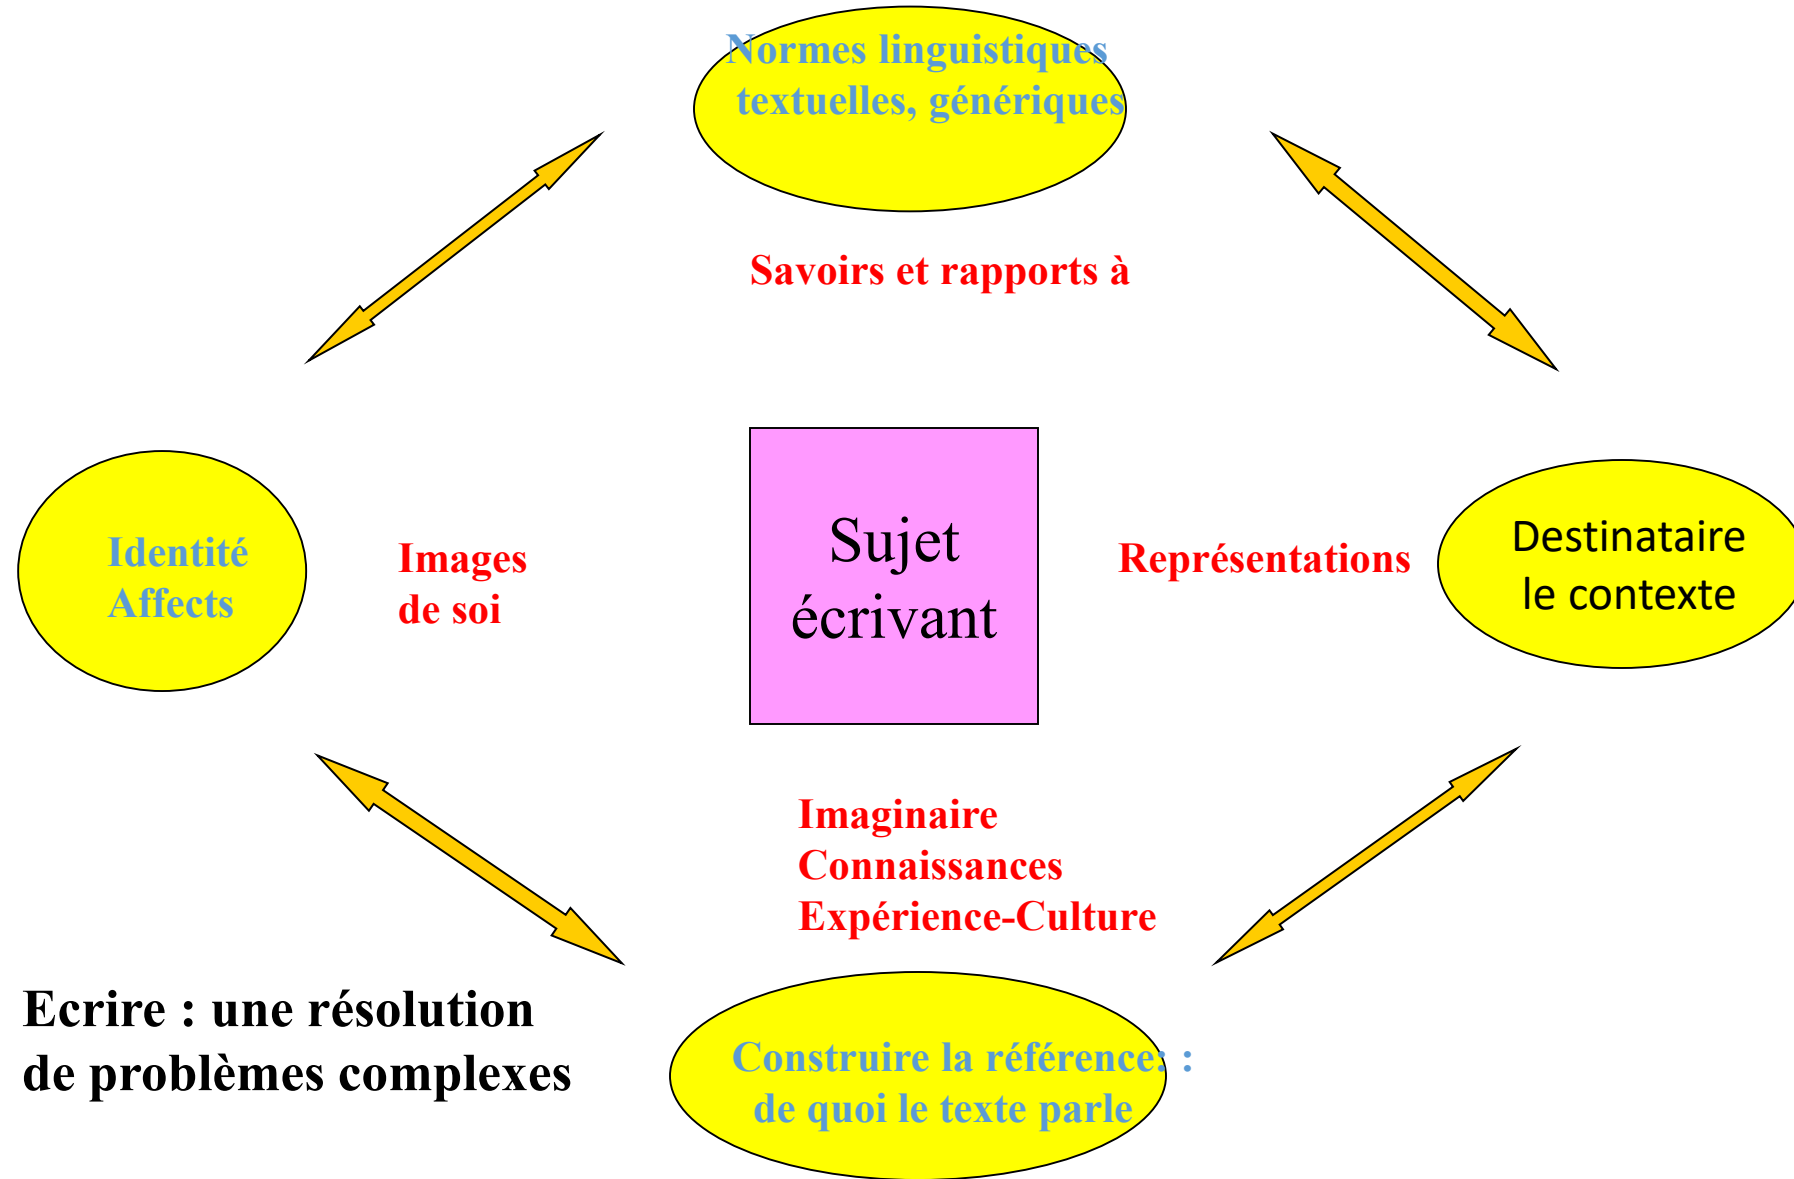 Normes linguistiques
textuelles, génériques
Savoirs et rapports à
Identité
Affects
Images
de soi
Sujet
écrivant
Représentations
Destinataire
le contexte
Imaginaire
Connaissances
Expérience-Culture
Ecrire : une résolution
de problèmes complexes
Construire la référence: :
de quoi le texte parle